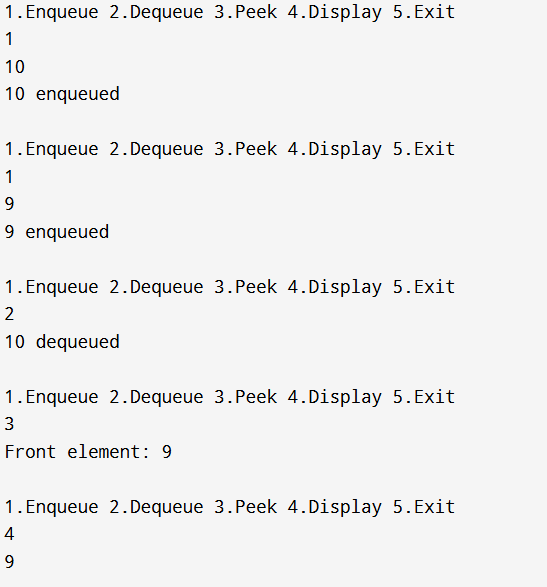 1.Enqueue 2.Dequeue 3.Peek 4.Display 5.Exit
1
10
10 enqueued
1.Enqueue 2.Dequeue 3.Peek 4.Display 5.Exit
1
9
9 enqueued
1.Enqueue 2.Dequeue 3.Peek 4.Display 5.Exit
2
10 dequeued
1.Enqueue 2.Dequeue 3.Peek 4.Display 5.Exit
3
Front element: 9
1.Enqueue 2.Dequeue 3.Peek 4.Display 5.Exit
4
9